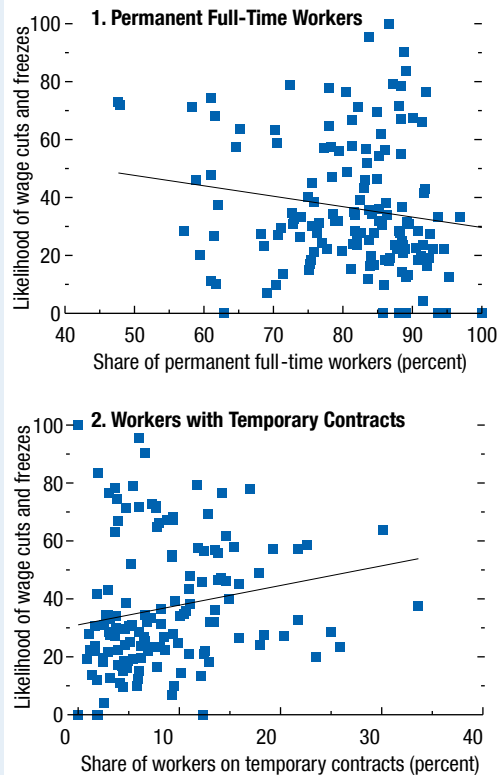 1. Permanent Full-Time Workers
Likelihood of wage cuts and freezes
100
80
60
40
20
0
40 50 60 70 80 90 100
Share of permanent full-time workers (percent)
2. Workers with Temporary Contracts
Likelihood of wage cuts and freezes
100
80
60
40
20
0
0 10 20 30 40
Share of workers on temporary contracts (percent)